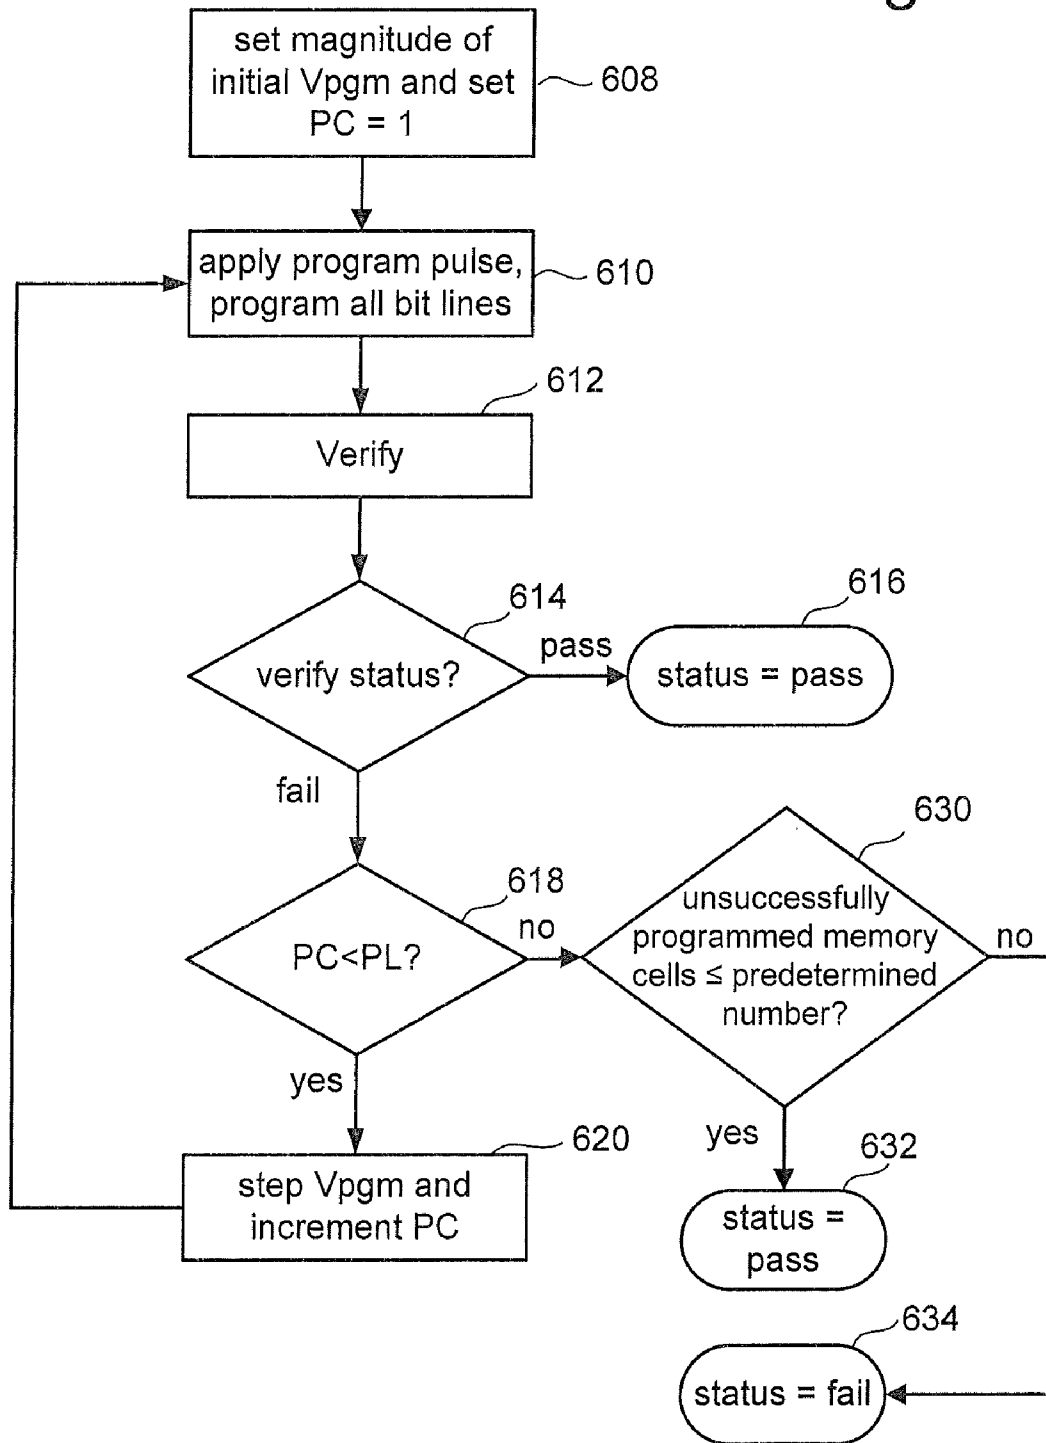 set magnitude of
initial Vpgm and set
PC = 1
608
apply program pulse,
program all bit lines
610
612
Verify
614
verify status?
pass
616
status = pass
fail
618
PC<PL?
no
630
unsuccessfully
programmed memory
cells ≤ predetermined
number?
no
yes
620
step Vpgm and
increment PC
yes
632
status =
pass
634
status = fail